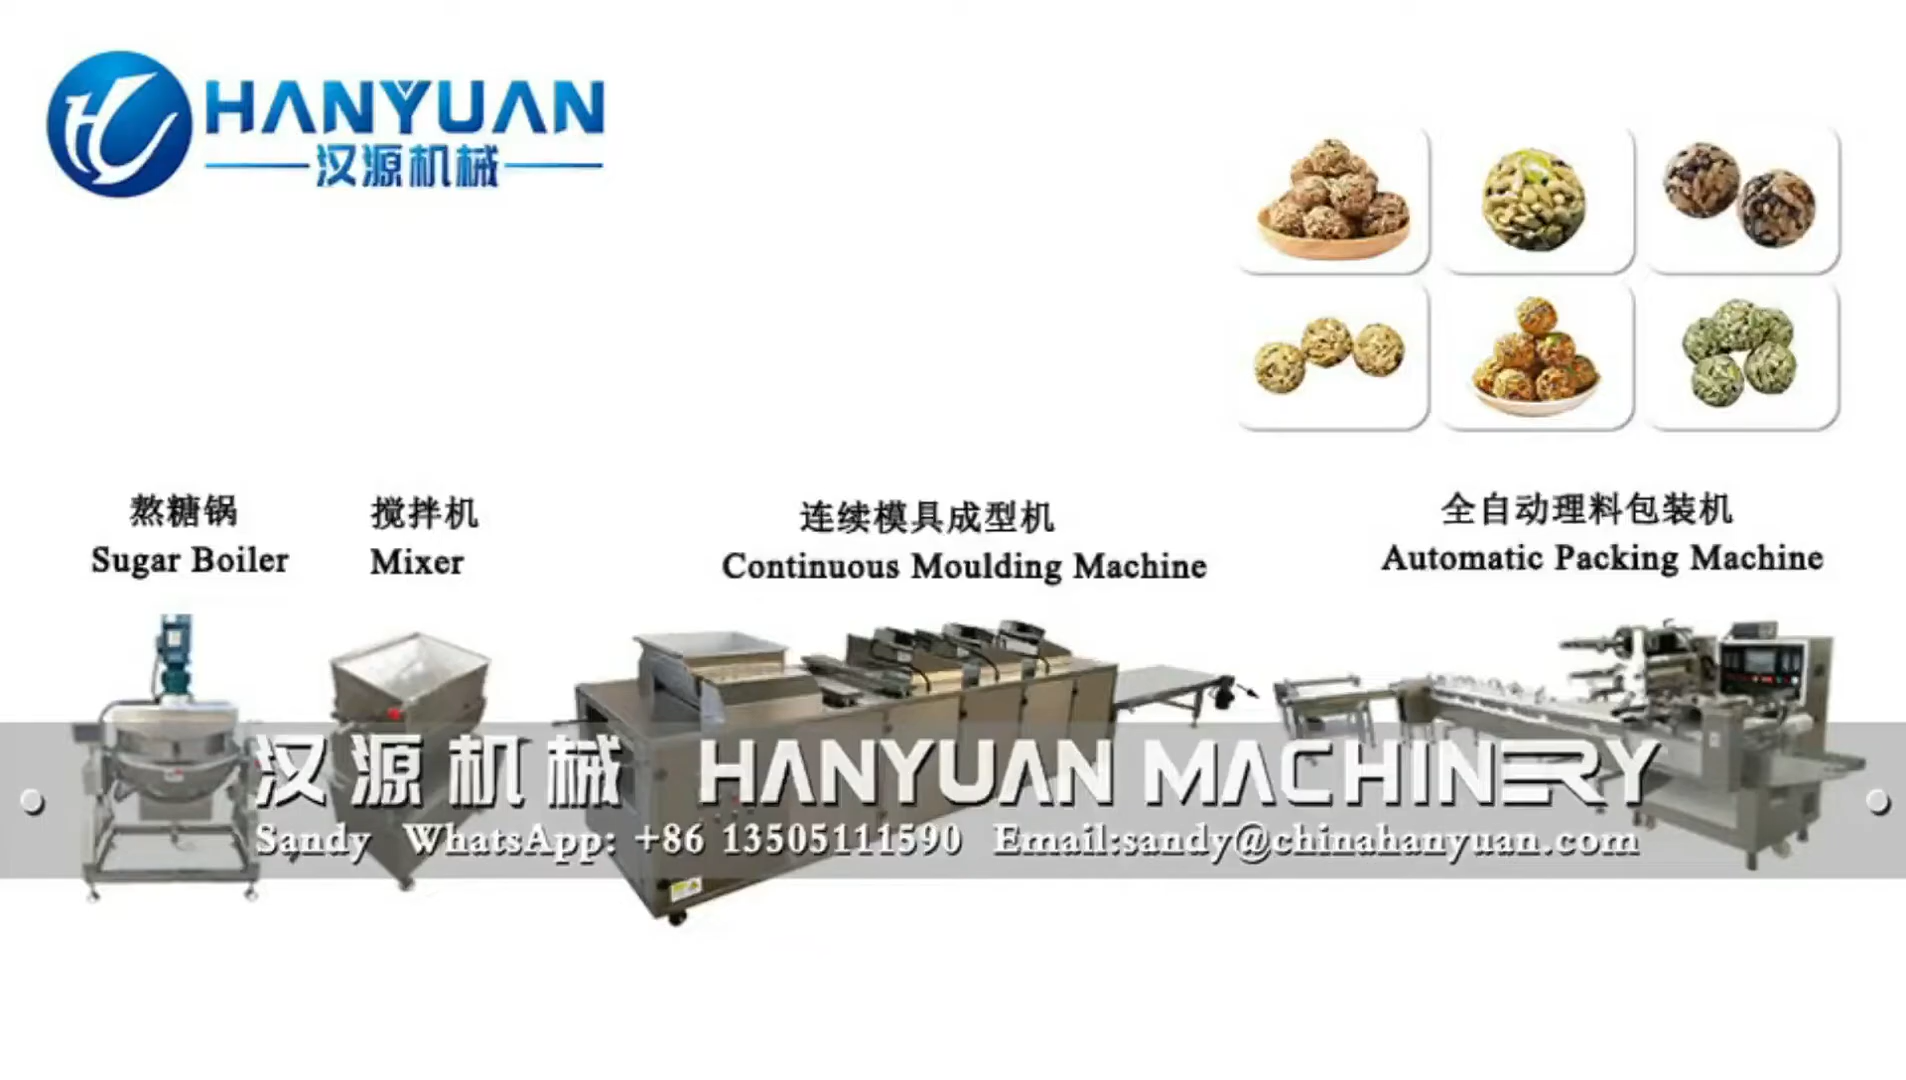 HANYUAN
汉源机械
熬糖锅
Sugar Boiler
搅拌机
Mixer
连续模具成型机
Continuous Moulding Machine
全自动理料包装机
Automatic Packing Machine
汉源机械 HANYUAN MACHINERY
Sandy WhatsApp: +86 13505111590 Email:sandy@chinahanyuan.com